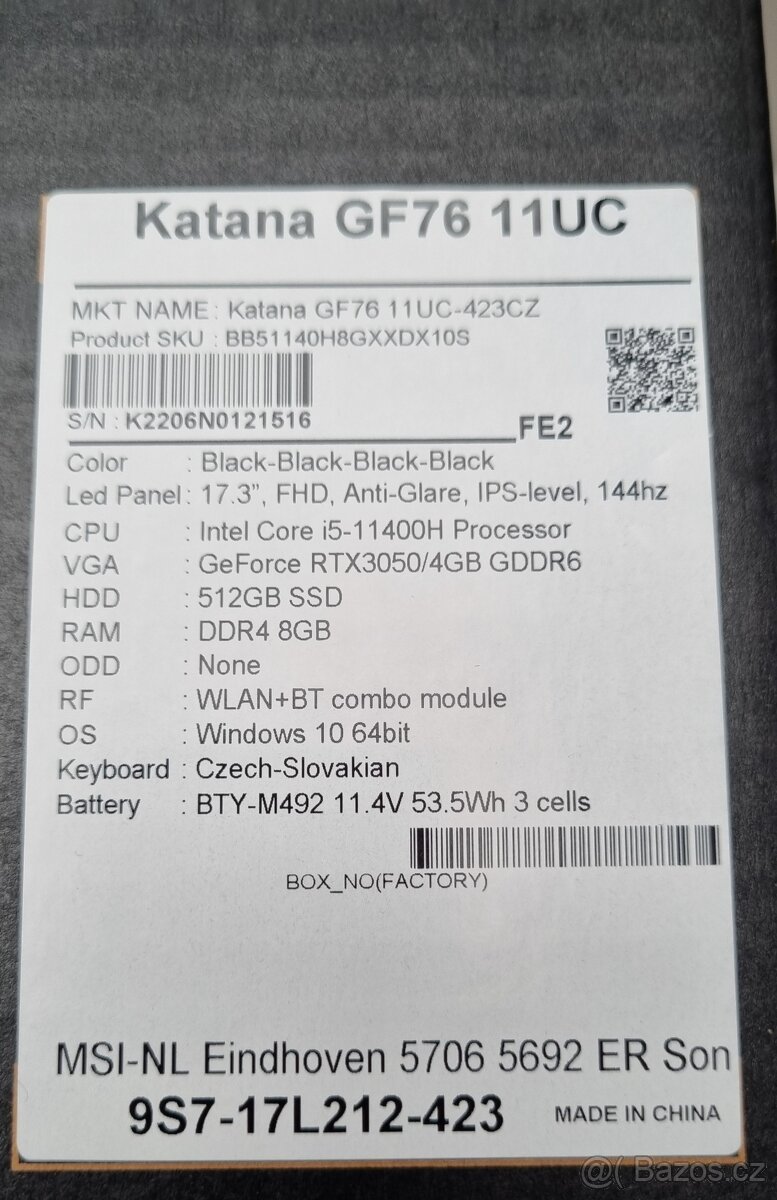 Katana GF76 11UC
MKT NAME : Katana GF76 11UC-423CZ
Product SKU : BB51140H8GXXDX10S
S/N : K2206N0121516
FE2
Color : Black-Black-Black-Black
Led Panel : 17.3”, FHD, Anti-Glare, IPS-level, 144hz
CPU : Intel Core i5-11400H Processor
VGA : GeForce RTX3050/4GB GDDR6
HDD : 512GB SSD
RAM : DDR4 8GB
ODD : None
RF : WLAN+BT combo module
OS : Windows 10 64bit
Keyboard : Czech-Slovakian
Battery : BTY-M492 11.4V 53.5Wh 3 cells
BOX_NO(FACTORY)
MSI-NL Eindhoven 5706 5692 ER Son
9S7-17L212-423 MADE IN CHINA
@( Bazos.cz